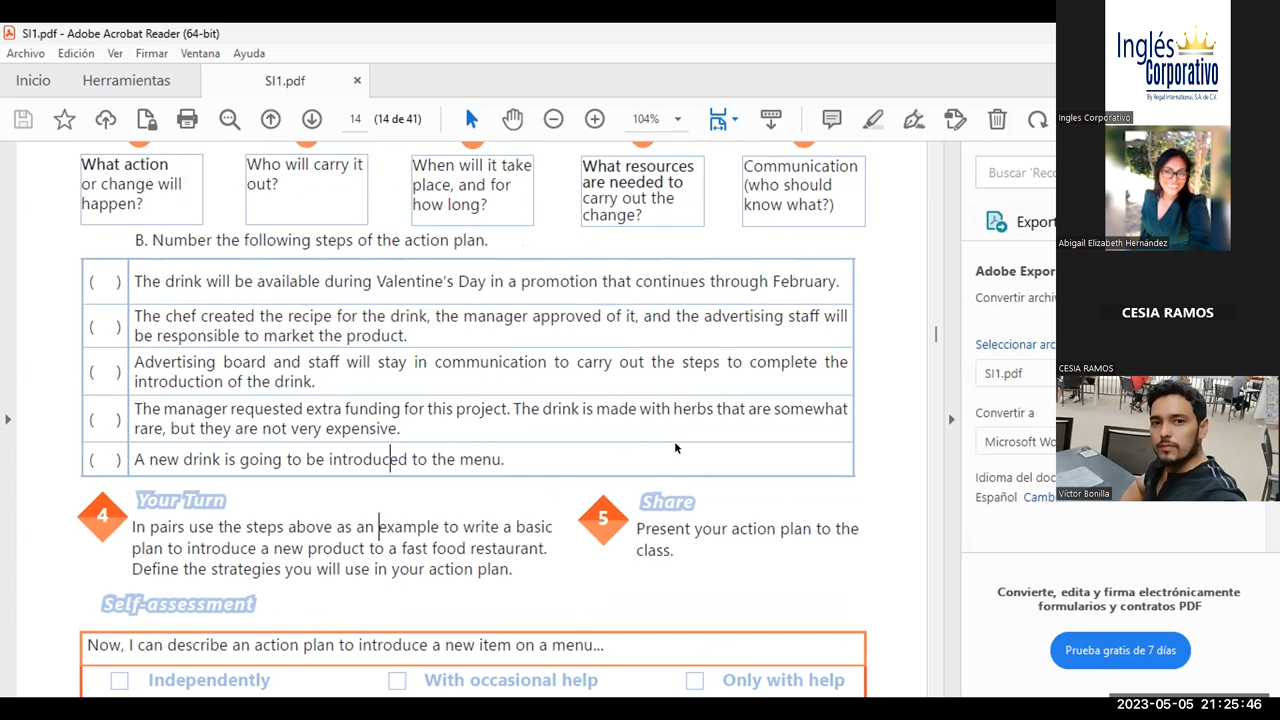 SI1.pdf - Adobe Acrobat Reader (64-bit)
Archivo Edición Ver Firmar Ventana Ayuda
Inicio Herramientas SI1.pdf ×
14 (14 de 41) 104%
What action or change will happen?
Who will carry it out?
When will it take place, and for how long?
What resources are needed to carry out the change?
Communication (who should know what?)
B. Number the following steps of the action plan.
( ) The drink will be available during Valentine's Day in a promotion that continues through February.
( ) The chef created the recipe for the drink, the manager approved of it, and the advertising staff will
be responsible to market the product.
( ) Advertising board and staff will stay in communication to carry out the steps to complete the
introduction of the drink.
( ) The manager requested extra funding for this project. The drink is made with herbs that are somewhat
rare, but they are not very expensive.
( ) A new drink is going to be introduced to the menu.
4 Your Turn
In pairs use the steps above as an example to write a basic
plan to introduce a new product to a fast food restaurant.
Define the strategies you will use in your action plan.
5 Share
Present your action plan to the
class.
Self-assessment
Now, I can describe an action plan to introduce a new item on a menu...
Independently With occasional help Only with help
Buscar 'Reco
Export
Adobe Expor
Convertir archiv
Seleccionar arc
SI1.pdf
Convertir a
Microsoft Wo
Idioma del doc
Español Camb
Convierte, edita y firma electrónicamente
formularios y contratos PDF
Prueba gratis de 7 días
Inglés
Corporativo
By Regal International, S.A. de C.V.
Ingles Corporativo
Abigail Elizabeth Hernández
CESIA RAMOS
CESIA RAMOS
Víctor Bonilla
2023-05-05 21:25:46